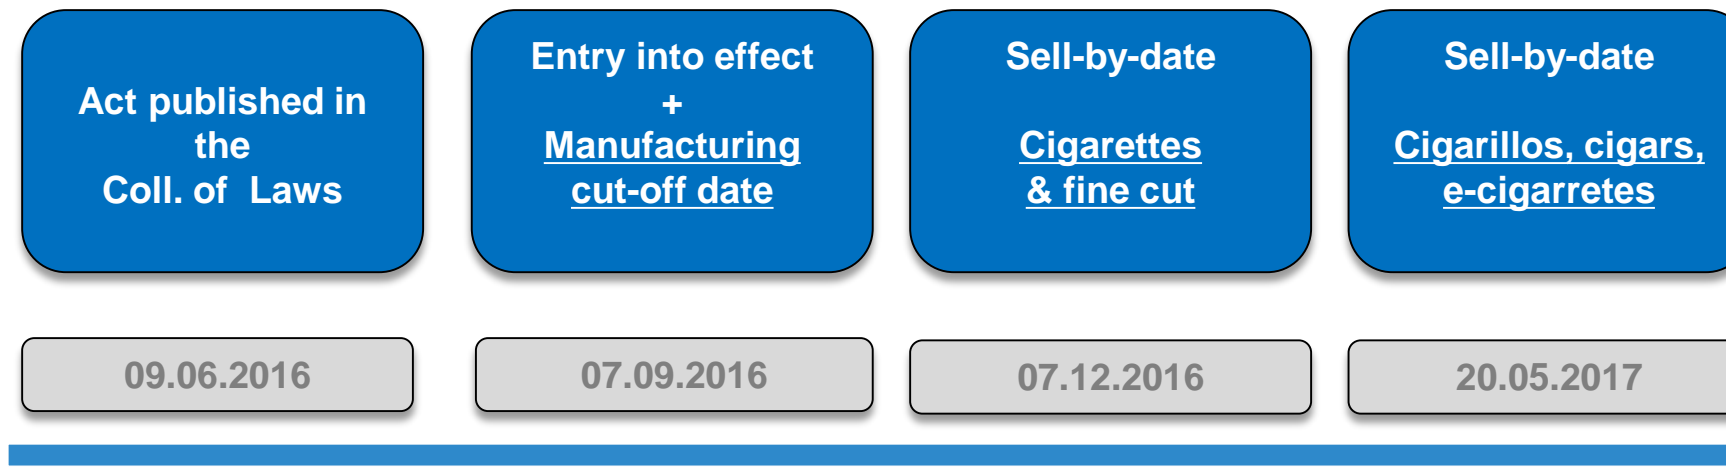 Act published in
the
Coll. of Laws
Entry into effect
+
Manufacturing
cut-off date
Sell-by-date
Cigarettes
& fine cut
Sell-by-date
Cigarillos, cigars,
e-cigarretes
09.06.2016
07.09.2016
07.12.2016
20.05.2017